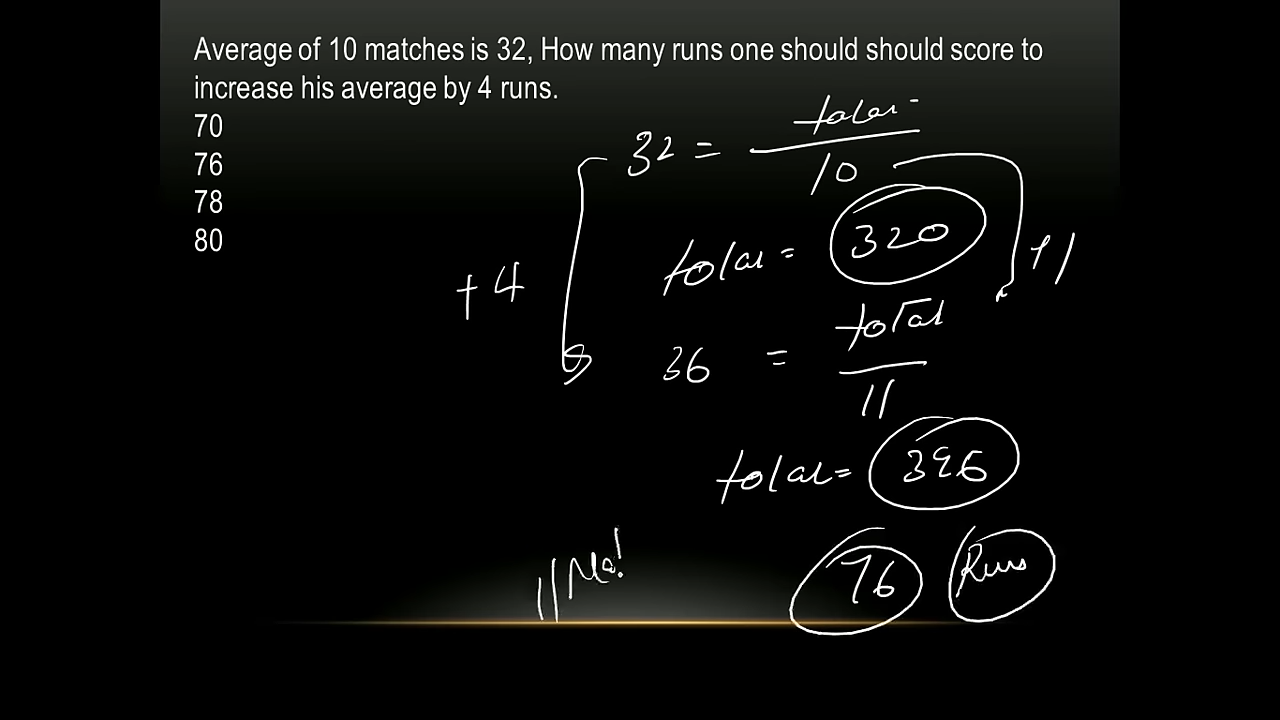 Average of 10 matches is 32, How many runs one should should score to
increase his average by 4 runs.
70
76
78
80
32 = total
10
total = 320
+4
+1
36 = total
11
total = 396
76 Runs
11